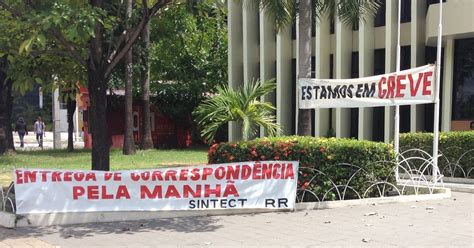 ESTAMOS EM GREVE
ENTREGA DE CORRESPONDÊNCIA
PELA MANHÃ
SINTECT RR